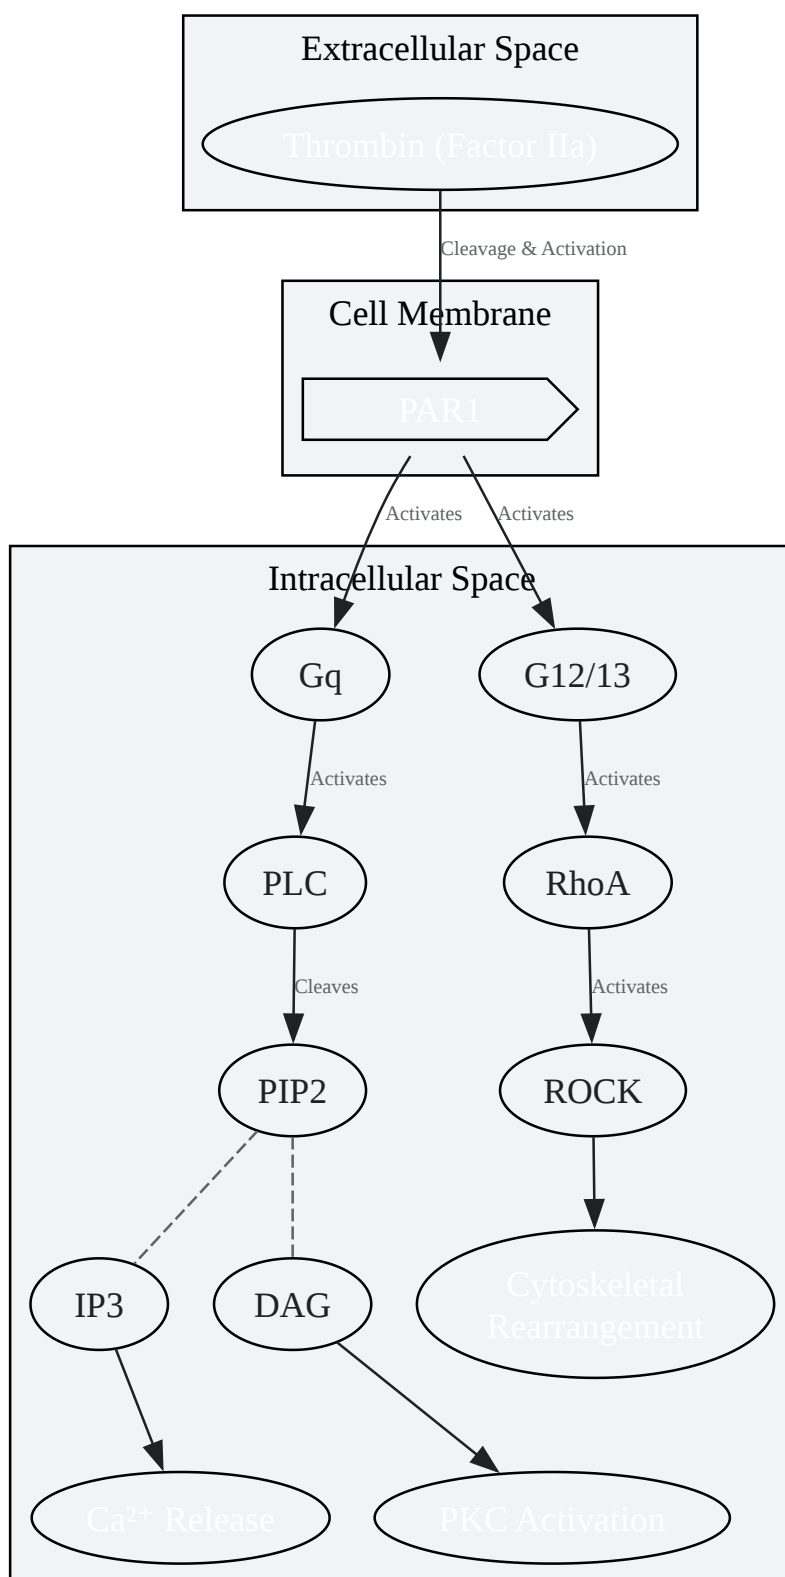 Extracellular Space
Thrombin (Factor IIa)
Cleavage & Activation
Cell Membrane
PAR1
Activates
Activates
Intracellular Space
Gq
G12/13
Activates
Activates
PLC
RhoA
Cleaves
Activates
PIP2
ROCK
IP3
DAG
Cytoskeletal
Rearrangement
Ca²⁺ Release
PKC Activation